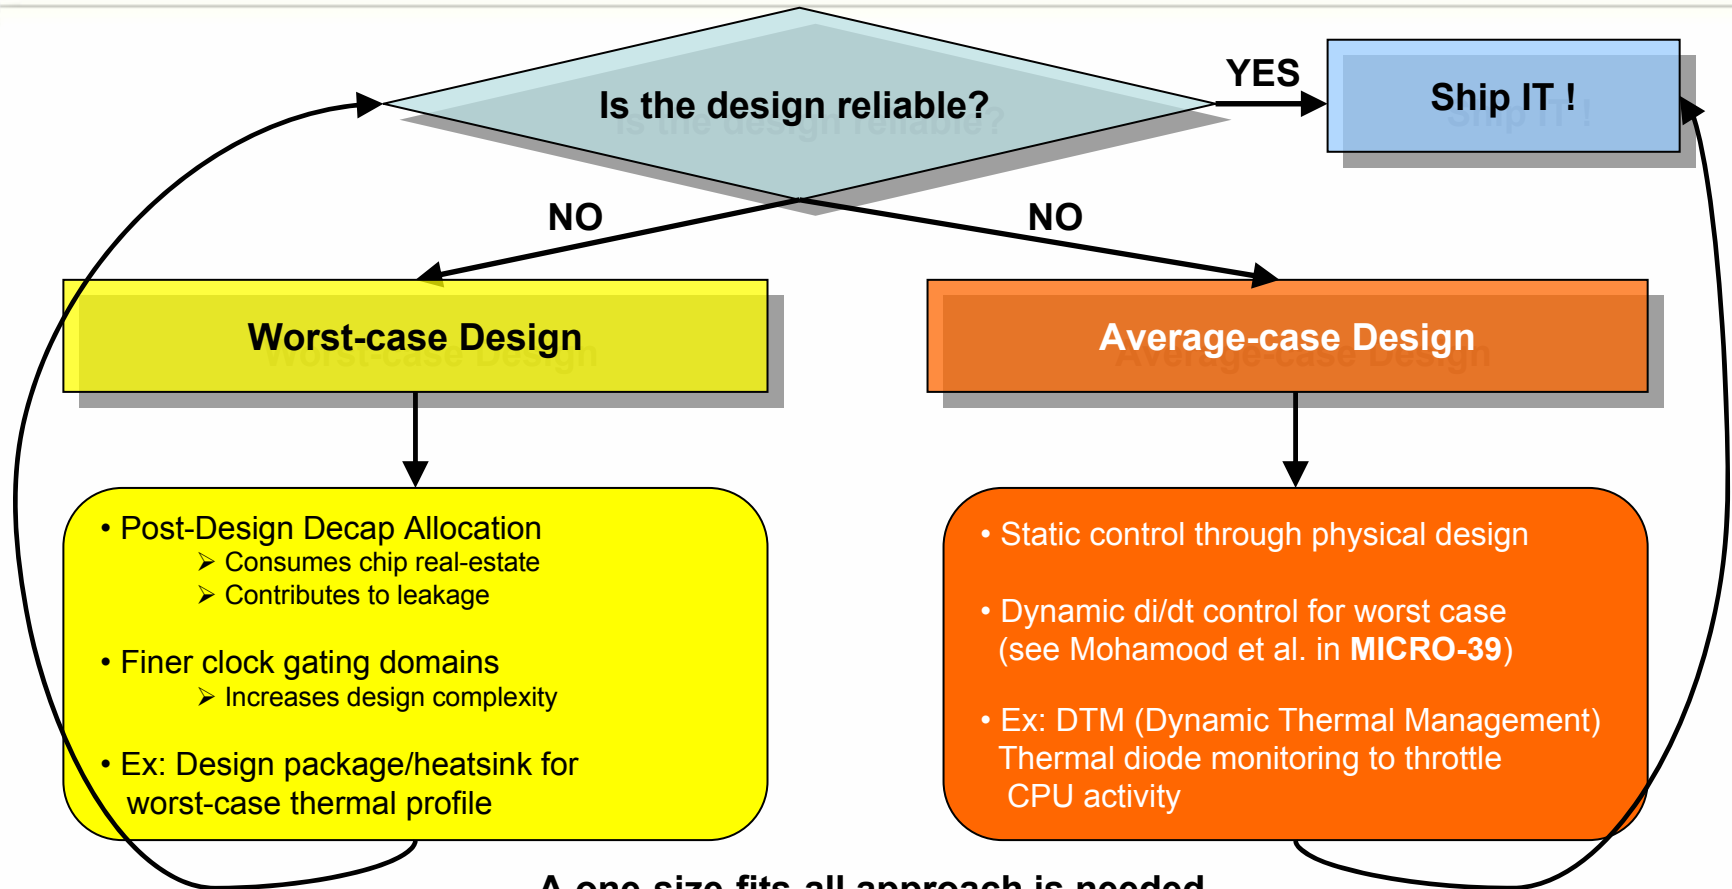 Is the design reliable?
YES
Ship IT !
NO
NO
Worst-case Design
Average-case Design
• Post-Design Decap Allocation
➢ Consumes chip real-estate
➢ Contributes to leakage
• Finer clock gating domains
➢ Increases design complexity
• Ex: Design package/heatsink for
worst-case thermal profile
• Static control through physical design
• Dynamic di/dt control for worst case
(see Mohamood et al. in MICRO-39)
• Ex: DTM (Dynamic Thermal Management)
Thermal diode monitoring to throttle
CPU activity
A one size fits all approach is needed